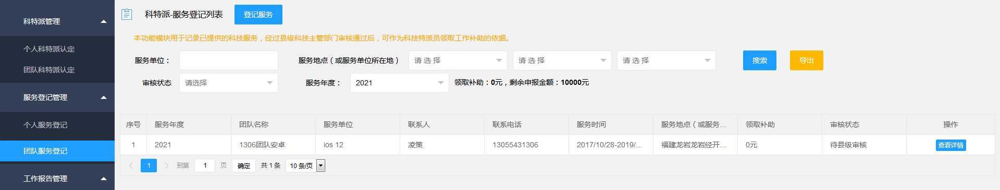 科特派管理
个人科特派认定
团队科特派认定
服务登记管理
个人服务登记
团队服务登记
工作报告管理
科特派-服务登记列表 登记服务
本功能模块用于记录已提供的科技服务，经过县级科技主管部门审核通过后，可作为科技特派员领取工作补助的依据。
服务单位： 服务地点（或服务单位所在地） 请 选 择 请 选 择 请 选 择 搜索 导出
审核状态 请选择 服务年度： 2021 领取补助：0元，剩余申报金额：10000元
序号 服务年度 团队名称 服务单位 联系人 联系电话 服务时间 服务地点（或服务... 领取补助 审核状态 操作
1 2021 1306团队安卓 ios 12 凌策 13055431306 2017/10/28-2019/... 福建龙岩龙岩经开... 0元 待县级审核 查看详情
1 到第 1 页 确定 共 1 条 10 条/页